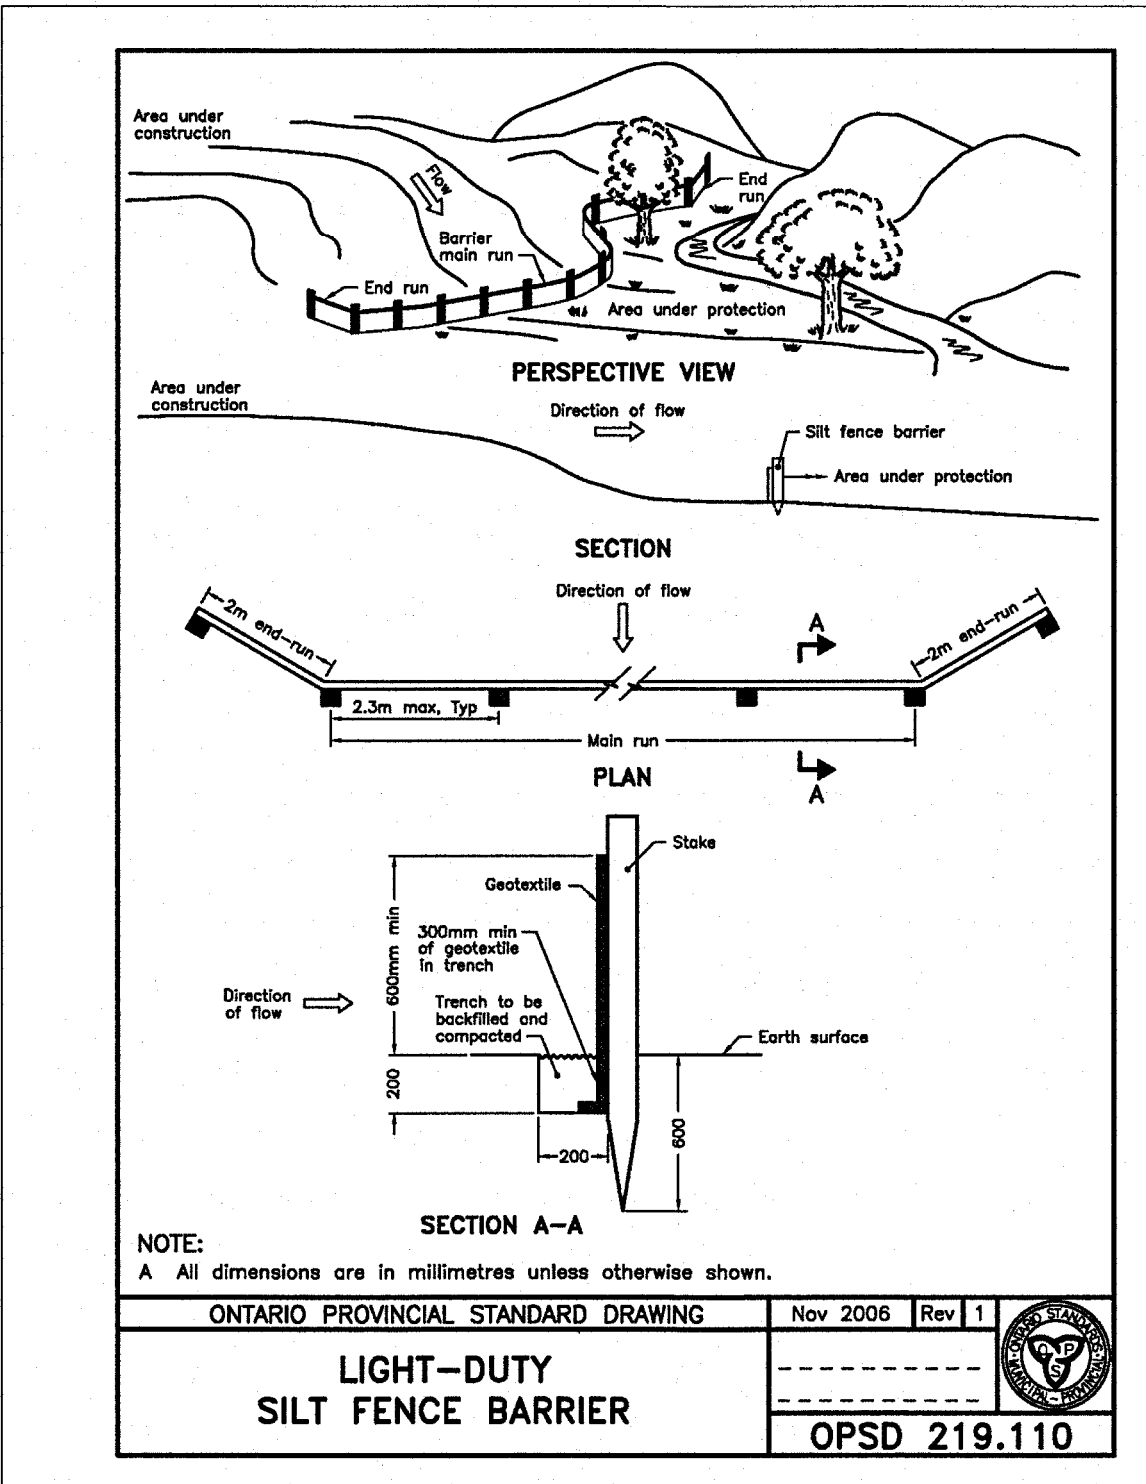 Area under
construction
Flow
End
run
Barrier
main run
End run
Area under protection
PERSPECTIVE VIEW
Area under
construction
Direction of flow
Silt fence barrier
Area under protection
SECTION
Direction of flow
2m end-run
A
2m end-run
2.3m max, Typ
Main run
PLAN
A
Stake
Geotextile
600mm min
300mm min
of geotextile
in trench
Direction
of flow
Trench to be
backfilled and
compacted
Earth surface
200
600
200
SECTION A-A
NOTE:
A All dimensions are in millimetres unless otherwise shown.
ONTARIO PROVINCIAL STANDARD DRAWING
Nov 2006 Rev 1
LIGHT-DUTY
SILT FENCE BARRIER
ONTARIO STANDARDS
MUNICIPAL - PROVINCIAL
O P
S
OPSD 219.110